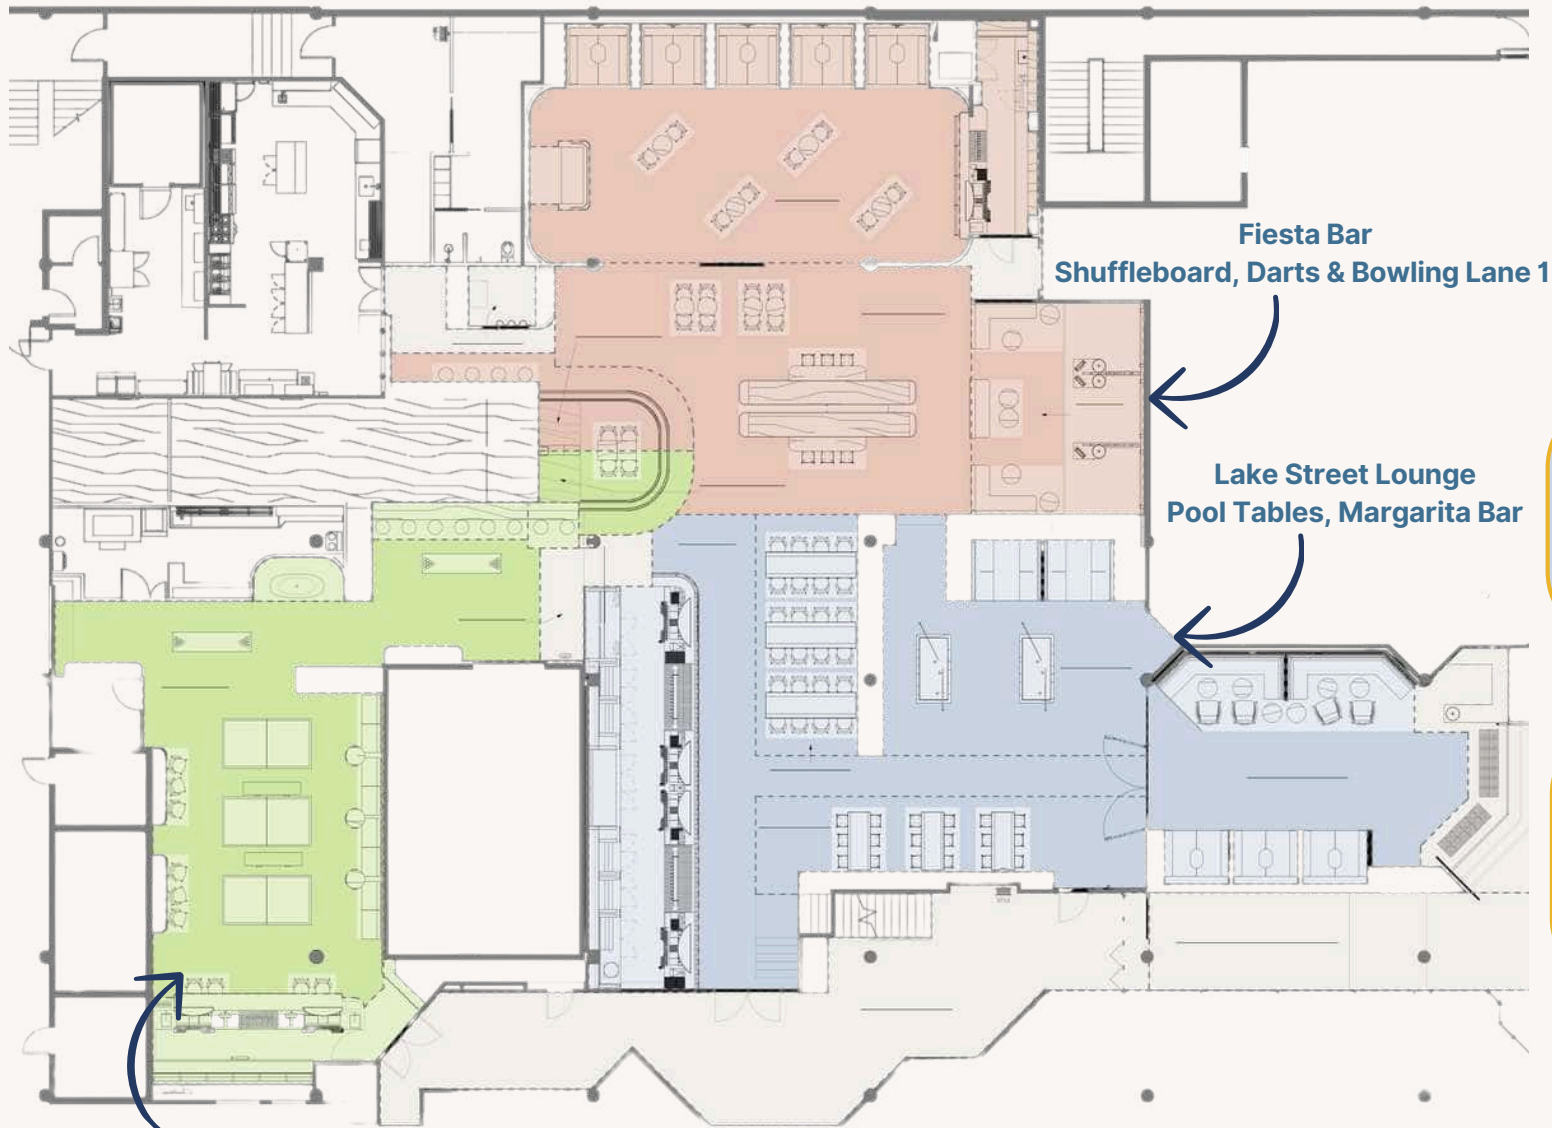 Fiesta Bar
Shuffleboard, Darts & Bowling Lane 1
Lake Street Lounge
Pool Tables, Margarita Bar